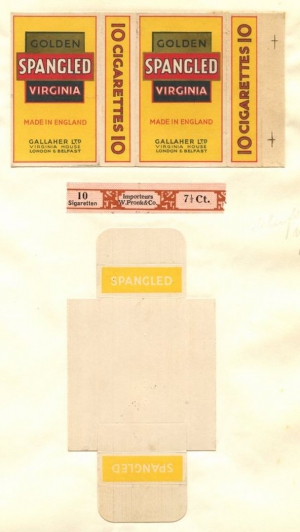 GOLDEN
SPANGLED
VIRGINIA
MADE IN ENGLAND
GALLAHER LTD
VIRGINIA HOUSE
LONDON & BELFAST
10 CIGARETTES 10
GOLDEN
SPANGLED
VIRGINIA
MADE IN ENGLAND
GALLAHER LTD
VIRGINIA HOUSE
LONDON & BELFAST
10 CIGARETTES 10
10
Sigaretten
Importeurs
W.Pronk&Co.
7½ Ct.
SPANGLED
SPANGLED